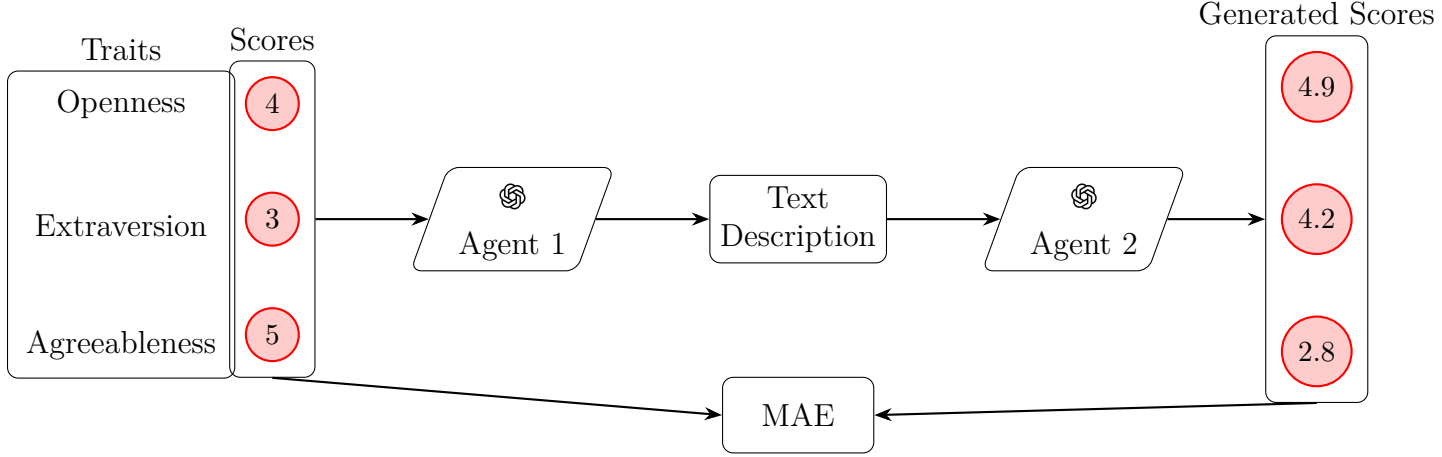 Traits
Scores
Generated Scores
Openness
4
4.9
Extraversion
3
Agent 1
Text
Description
Agent 2
4.2
Agreeableness
5
2.8
MAE